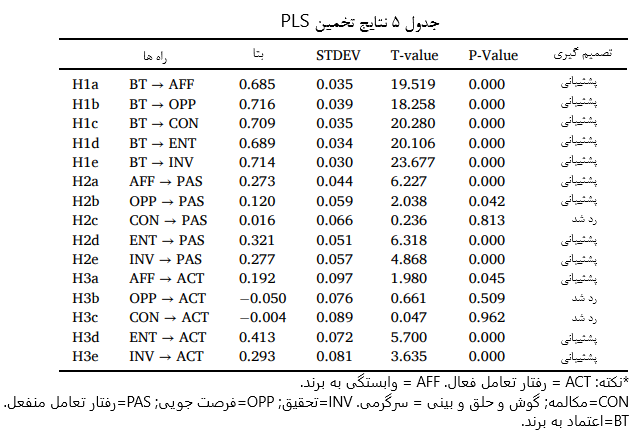 جدول ۵ نتایج تخمین PLS
راه ها بتا STDEV T-value P-Value تصمیم گیری
H1a BT → AFF 0.685 0.035 19.519 0.000 پشتیبانی
H1b BT → OPP 0.716 0.039 18.258 0.000 پشتیبانی
H1c BT → CON 0.709 0.035 20.280 0.000 پشتیبانی
H1d BT → ENT 0.689 0.034 20.106 0.000 پشتیبانی
H1e BT → INV 0.714 0.030 23.677 0.000 پشتیبانی
H2a AFF → PAS 0.273 0.044 6.227 0.000 پشتیبانی
H2b OPP → PAS 0.120 0.059 2.038 0.042 پشتیبانی
H2c CON → PAS 0.016 0.066 0.236 0.813 رد شد
H2d ENT → PAS 0.321 0.051 6.318 0.000 پشتیبانی
H2e INV → PAS 0.277 0.057 4.868 0.000 پشتیبانی
H3a AFF → ACT 0.192 0.097 1.980 0.045 پشتیبانی
H3b OPP → ACT −0.050 0.076 0.661 0.509 رد شد
H3c CON → ACT −0.004 0.089 0.047 0.962 رد شد
H3d ENT → ACT 0.413 0.072 5.700 0.000 پشتیبانی
H3e INV → ACT 0.293 0.081 3.635 0.000 پشتیبانی
*نکته: ACT = رفتار تعامل فعال. AFF = وابستگی به برند.
CON=مکالمه; گوش و حلق و بینی = سرگرمی. INV=تحقیق; OPP=فرصت جویی; PAS=رفتار تعامل منفعل.
BT=اعتماد به برند.